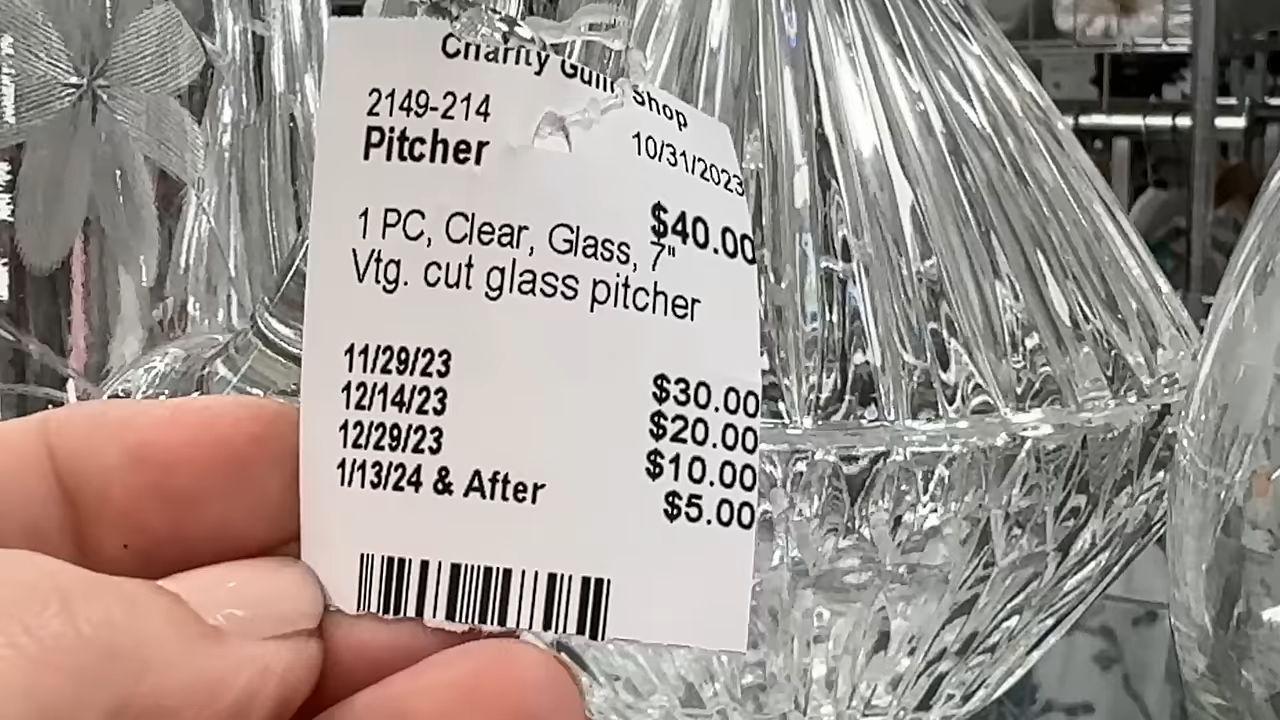 Charity Guild Shop
2149-214
10/31/2023
Pitcher
$40.00
1 PC, Clear, Glass, 7"
Vtg. cut glass pitcher
11/29/23 $30.00
12/14/23 $20.00
12/29/23 $10.00
1/13/24 & After $5.00